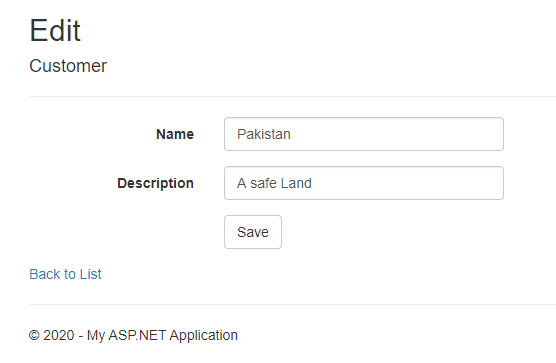 Edit
Customer
Name Pakistan
Description A safe Land
Save
Back to List
© 2020 - My ASP.NET Application